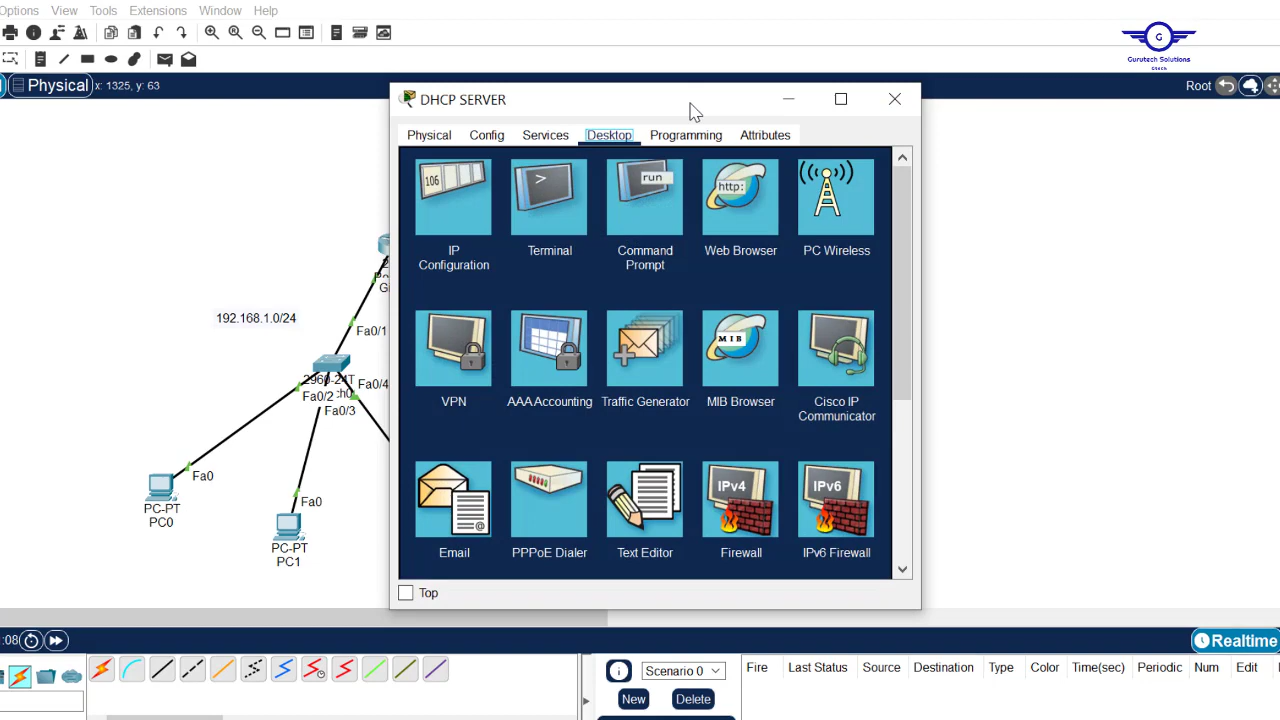 Options View Tools Extensions Window Help
G
Gurutech Solutions
GTech
Physical x: 1325, y: 63
Root
DHCP SERVER
Physical Config Services Desktop Programming Attributes
106
>
run
http:
IP Configuration
Terminal
Command Prompt
Web Browser
PC Wireless
MIB
VPN
AAA Accounting
Traffic Generator
MIB Browser
Cisco IP Communicator
@
IPv4
IPv6
Email
PPPoE Dialer
Text Editor
Firewall
IPv6 Firewall
Top
192.168.1.0/24
Fa0/1
2960-24T
Fa0/4
Fa0/2
Fa0/3
Fa0
PC-PT
PC0
Fa0
PC-PT
PC1
:08
Realtime
Scenario 0
New Delete
Fire Last Status Source Destination Type Color Time(sec) Periodic Num Edit